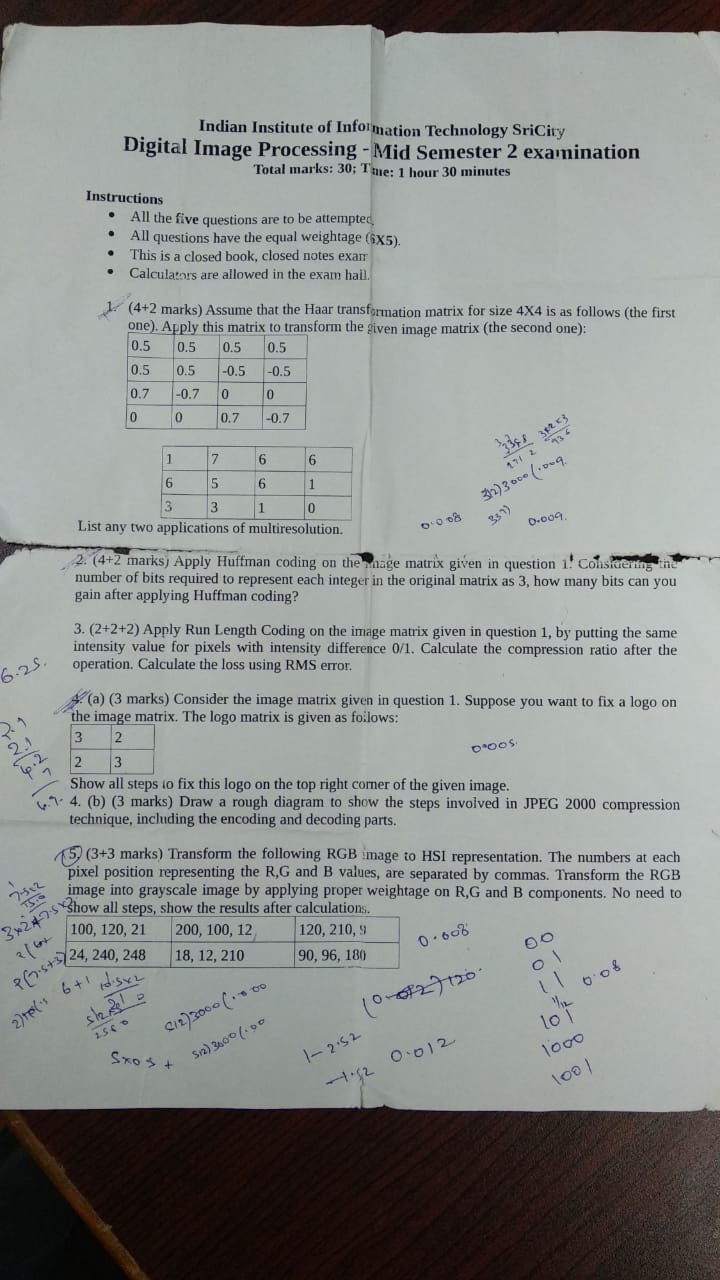 Indian Institute of Information Technology SriCity
Digital Image Processing - Mid Semester 2 examination
Total marks: 30; Time: 1 hour 30 minutes
Instructions
• All the five questions are to be attempted.
• All questions have the equal weightage (6X5).
• This is a closed book, closed notes exam
• Calculators are allowed in the exam hall.
1. (4+2 marks) Assume that the Haar transformation matrix for size 4X4 is as follows (the first
one). Apply this matrix to transform the given image matrix (the second one):
0.5 0.5 0.5 0.5
0.5 0.5 -0.5 -0.5
0.7 -0.7 0 0
0 0 0.7 -0.7
1 7 6 6
6 5 6 1
3 3 1 0
312)3000(.009
0.008
337)
0.009.
List any two applications of multiresolution.
2. (4+2 marks) Apply Huffman coding on the image matrix given in question 1. Considering the
number of bits required to represent each integer in the original matrix as 3, how many bits can you
gain after applying Huffman coding?
3. (2+2+2) Apply Run Length Coding on the image matrix given in question 1, by putting the same
intensity value for pixels with intensity difference 0/1. Calculate the compression ratio after the
operation. Calculate the loss using RMS error.
6.25.
4. (a) (3 marks) Consider the image matrix given in question 1. Suppose you want to fix a logo on
the image matrix. The logo matrix is given as follows:
3 2
2 3
0.005
Show all steps to fix this logo on the top right corner of the given image.
4. (b) (3 marks) Draw a rough diagram to show the steps involved in JPEG 2000 compression
technique, including the encoding and decoding parts.
5. (3+3 marks) Transform the following RGB image to HSI representation. The numbers at each
pixel position representing the R,G and B values, are separated by commas. Transform the RGB
image into grayscale image by applying proper weightage on R,G and B components. No need to
show all steps, show the results after calculations.
100, 120, 21 200, 100, 12 120, 210, 9
24, 240, 248 18, 12, 210 90, 96, 180
0.008
00
01
11
0.08
101
1000
1001
6+1
512)3000(.000
512)3000(.00
1-2.52
-1.52
0.012